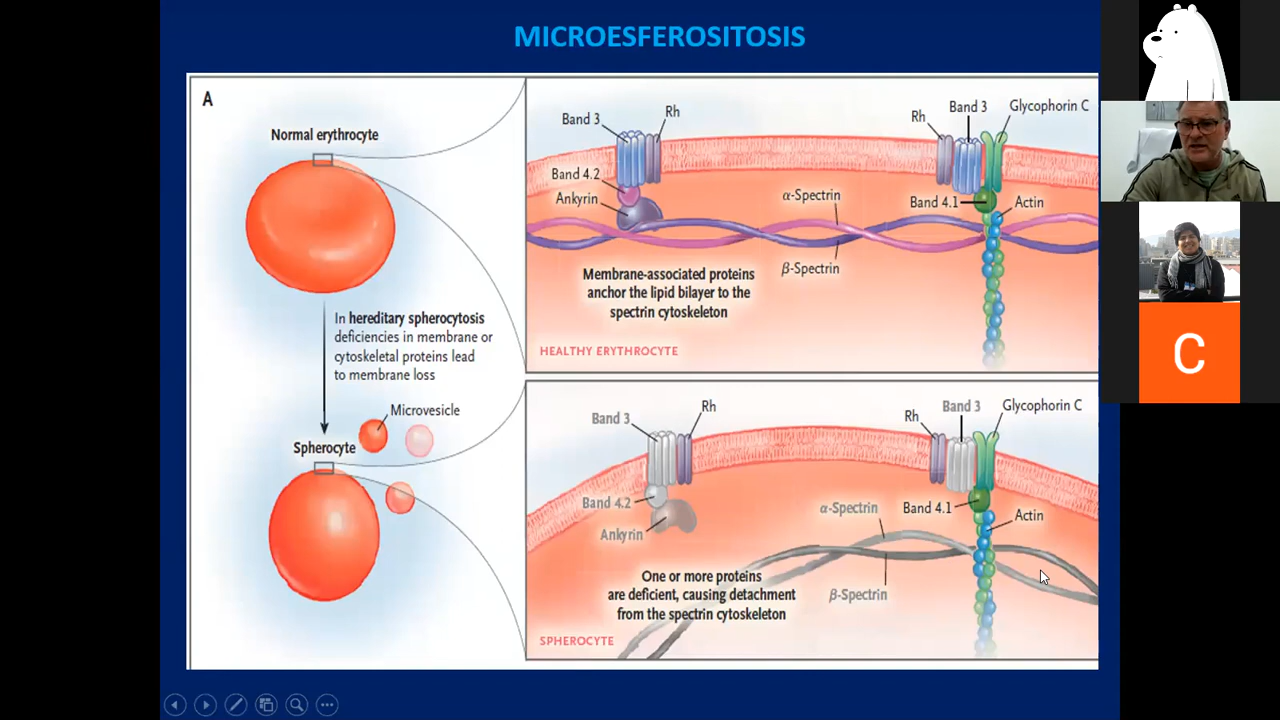 MICROESFEROSITOSIS
A
Normal erythrocyte
In hereditary spherocytosis
deficiencies in membrane or
cytoskeletal proteins lead
to membrane loss
Microvesicle
Spherocyte
Band 3
Rh
Band 4.2
Ankyrin
α-Spectrin
β-Spectrin
Rh
Band 3
Glycophorin C
Band 4.1
Actin
Membrane-associated proteins
anchor the lipid bilayer to the
spectrin cytoskeleton
HEALTHY ERYTHROCYTE
Band 3
Rh
Band 4.2
Ankyrin
α-Spectrin
β-Spectrin
Rh
Band 3
Glycophorin C
Band 4.1
Actin
One or more proteins
are deficient, causing detachment
from the spectrin cytoskeleton
SPHEROCYTE
C